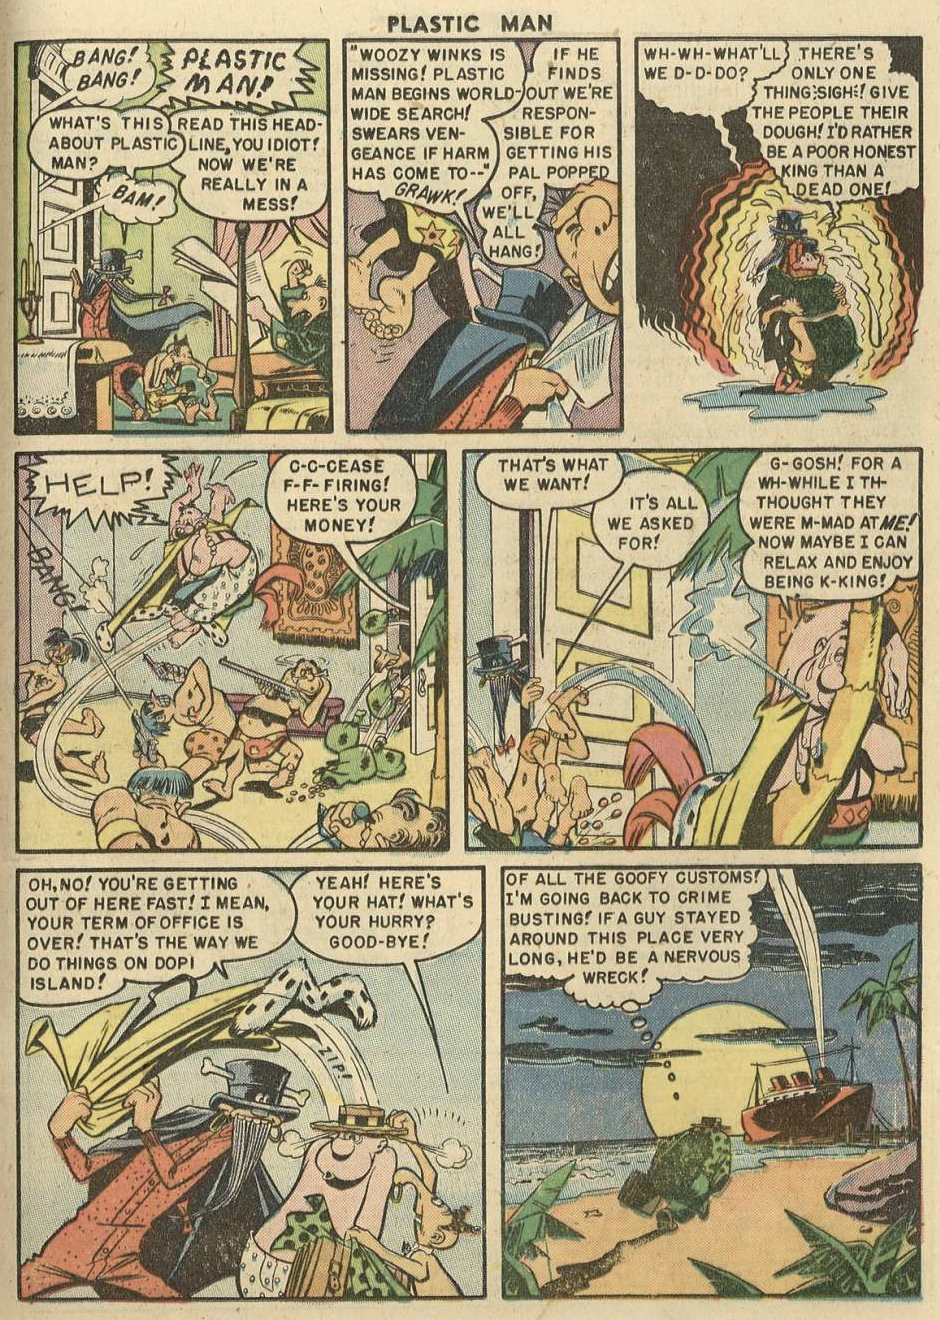 PLASTIC MAN
BANG!
BANG!
PLASTIC
MAN!
WHAT'S THIS
ABOUT PLASTIC
MAN?
READ THIS HEAD-
LINE, YOU IDIOT!
NOW WE'RE
REALLY IN A
MESS!
BAM!
"WOOZY WINKS IS
MISSING! PLASTIC
MAN BEGINS WORLD-
WIDE SEARCH!
SWEARS VEN-
GEANCE IF HARM
HAS COME TO--"
GRAWK!
IF HE
FINDS
OUT WE'RE
RESPON-
SIBLE FOR
GETTING HIS
PAL POPPED
OFF,
WE'LL
ALL
HANG!
WH-WH-WHAT'LL
WE D-D-DO?
THERE'S
ONLY ONE
THING :SIGH:! GIVE
THE PEOPLE THEIR
DOUGH! I'D RATHER
BE A POOR HONEST
KING THAN A
DEAD ONE!
HELP!
BANG!
C-C-CEASE
F-F-FIRING!
HERE'S YOUR
MONEY!
THAT'S WHAT
WE WANT!
IT'S ALL
WE ASKED
FOR!
G-GOSH! FOR A
WH-WHILE I TH-
THOUGHT THEY
WERE M-MAD AT ME!
NOW MAYBE I CAN
RELAX AND ENJOY
BEING K-KING!
OH, NO! YOU'RE GETTING
OUT OF HERE FAST! I MEAN,
YOUR TERM OF OFFICE IS
OVER! THAT'S THE WAY WE
DO THINGS ON DOPI
ISLAND!
YEAH! HERE'S
YOUR HAT! WHAT'S
YOUR HURRY?
GOOD-BYE!
ZIP!
OF ALL THE GOOFY CUSTOMS!
I'M GOING BACK TO CRIME
BUSTING! IF A GUY STAYED
AROUND THIS PLACE VERY
LONG, HE'D BE A NERVOUS
WRECK!